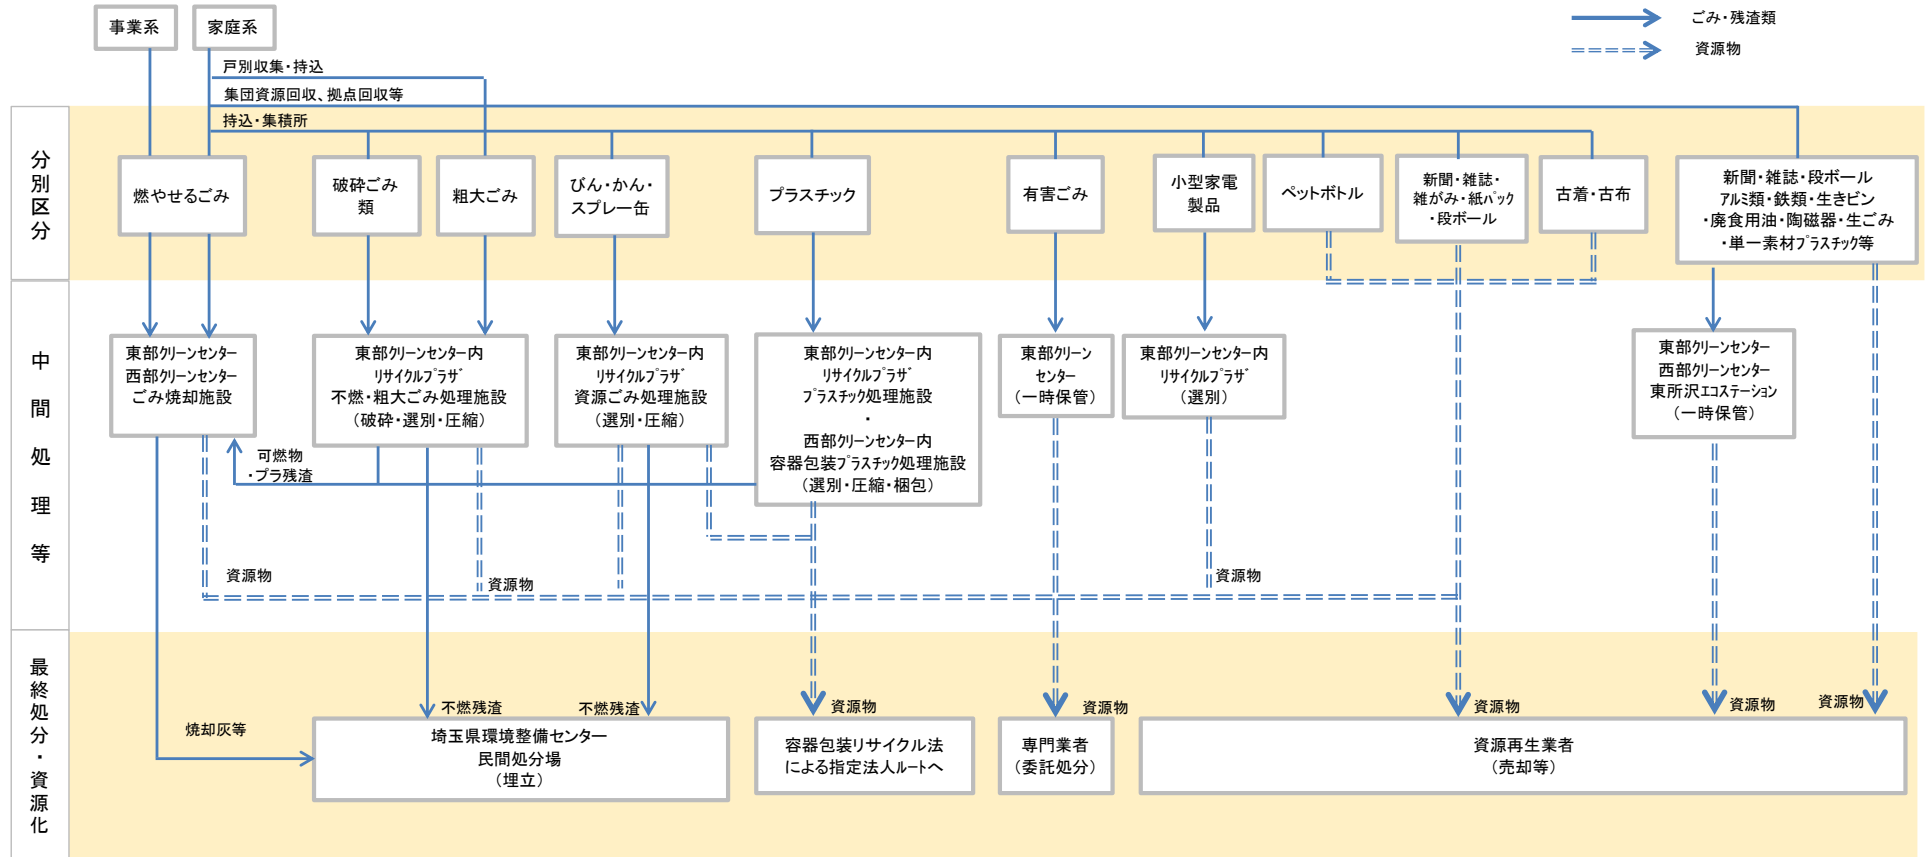 事業系
家庭系
ごみ・残渣類
資源物
戸別収集・持込
集団資源回収、拠点回収等
持込・集積所
分別区分
燃やせるごみ
破砕ごみ
類
粗大ごみ
びん・かん・
スプレー缶
プラスチック
有害ごみ
小型家電
製品
ペットボトル
新聞・雑誌・
雑がみ・紙パック
・段ボール
古着・古布
新聞・雑誌・段ボール
アルミ類・鉄類・生きビン
・廃食用油・陶磁器・生ごみ
・単一素材プラスチック等
中間処理等
東部クリーンセンター
西部クリーンセンター
ごみ焼却施設
東部クリーンセンター内
リサイクルプラザ
不燃・粗大ごみ処理施設
（破砕・選別・圧縮）
東部クリーンセンター内
リサイクルプラザ
資源ごみ処理施設
（選別・圧縮）
東部クリーンセンター内
リサイクルプラザ
プラスチック処理施設
・
西部クリーンセンター内
容器包装プラスチック処理施設
（選別・圧縮・梱包）
東部クリーン
センター
（一時保管）
東部クリーンセンター内
リサイクルプラザ
（選別）
東部クリーンセンター
西部クリーンセンター
東所沢エコステーション
（一時保管）
可燃物
・プラ残渣
資源物
資源物
資源物
最終処分・資源化
焼却灰等
不燃残渣
不燃残渣
資源物
資源物
資源物
資源物
資源物
埼玉県環境整備センター
民間処分場
（埋立）
容器包装リサイクル法
による指定法人ルートへ
専門業者
（委託処分）
資源再生業者
（売却等）